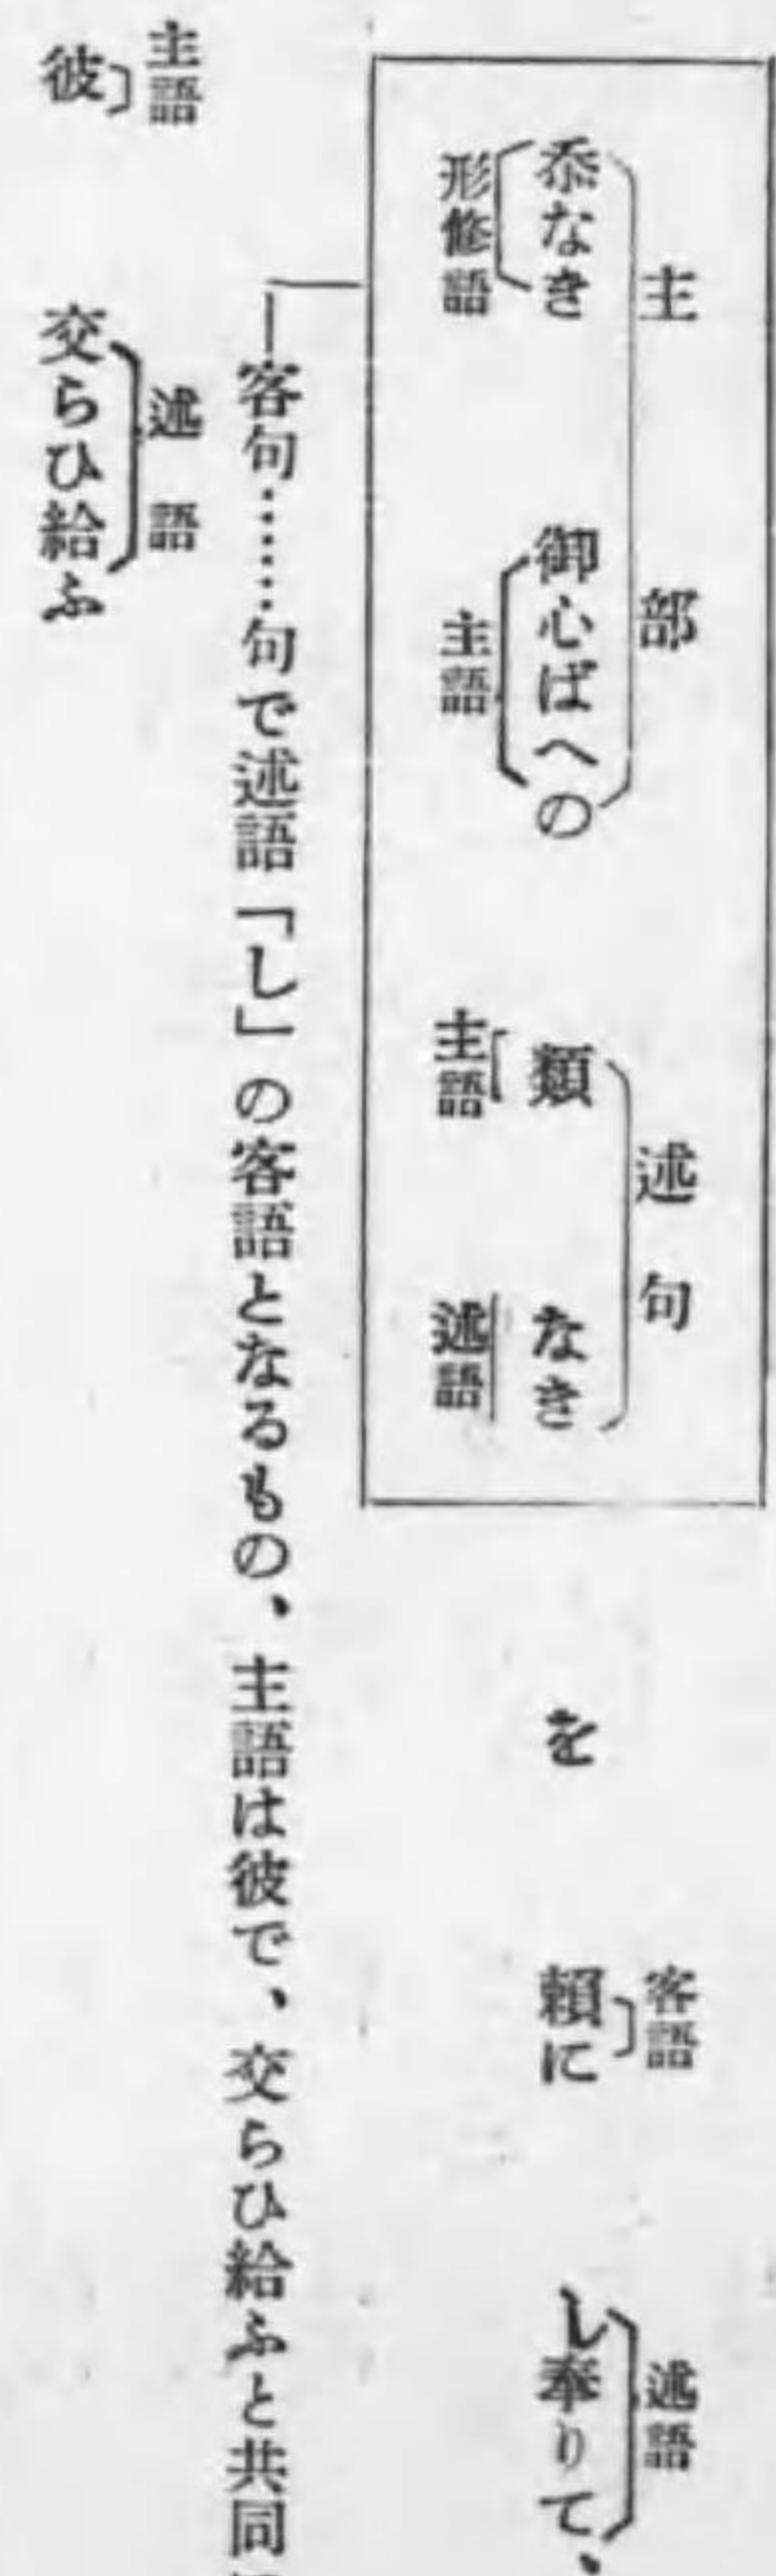 主部　述句　客語　述語
忝なき　御心ばへの　類　なき　を　頼に　し奉りて、
形修語　主語　主語　述語
客句……句で述語「し」の客語となるもの、主語は彼で、交らひ給ふと共同
主語　述語
彼　交らひ給ふ